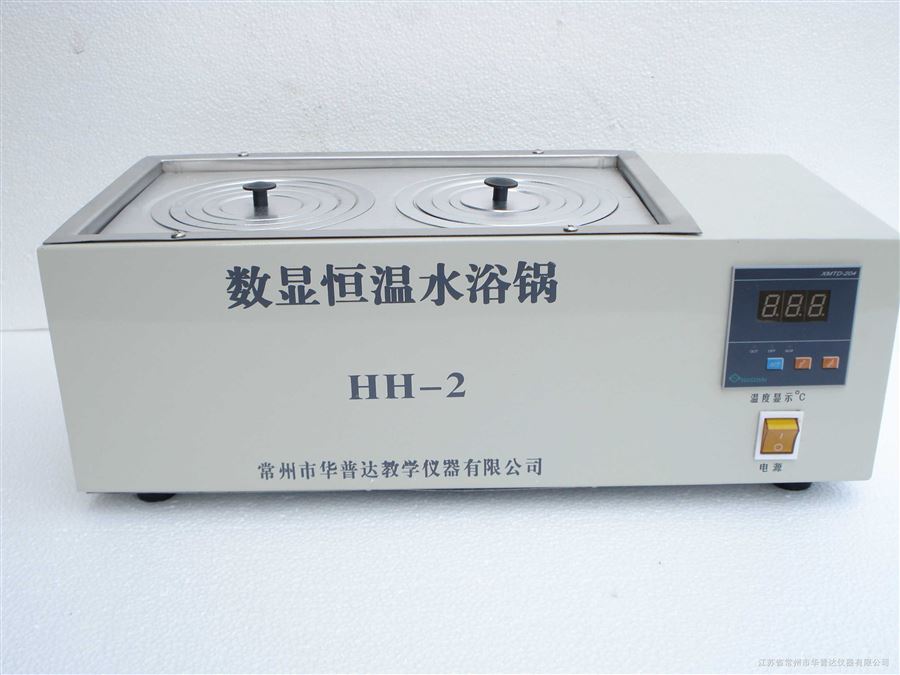 数显恒温水浴锅
HH-2
常州市华普达教学仪器有限公司
XMTD-204
温度显示°C
电源
江苏省常州市华普达仪器有限公司